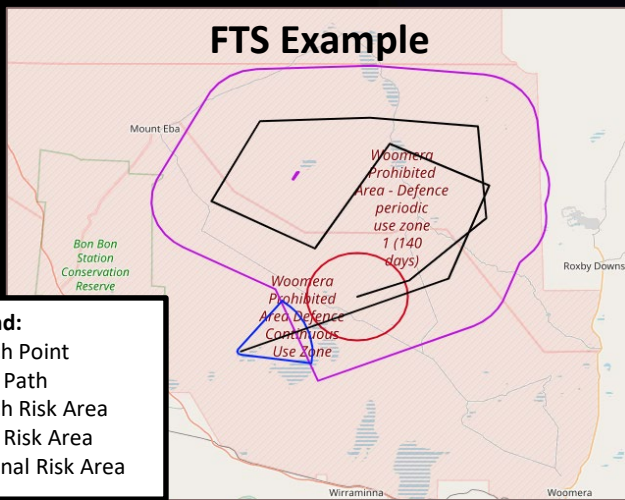 FTS Example
Mount Eba
Woomera
Prohibited
Area - Defence
periodic
use zone
1 (140
days)
Bon Bon
Station
Conservation
Reserve
Roxby Downs
Woomera
Prohibited
Area Defence
Continuous
Use Zone
nd:
h Point
Path
h Risk Area
Risk Area
nal Risk Area
Wirraminna
Woomera